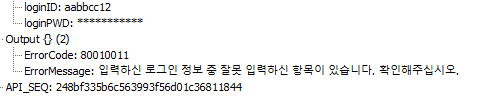 loginID: aabbcc12
loginPWD: ***********
Output {} (2)
ErrorCode: 80010011
ErrorMessage: 입력하신 로그인 정보 중 잘못 입력하신 항목이 있습니다. 확인해주십시오.
API_SEQ: 248bf335b6c563993f56d01c36811844